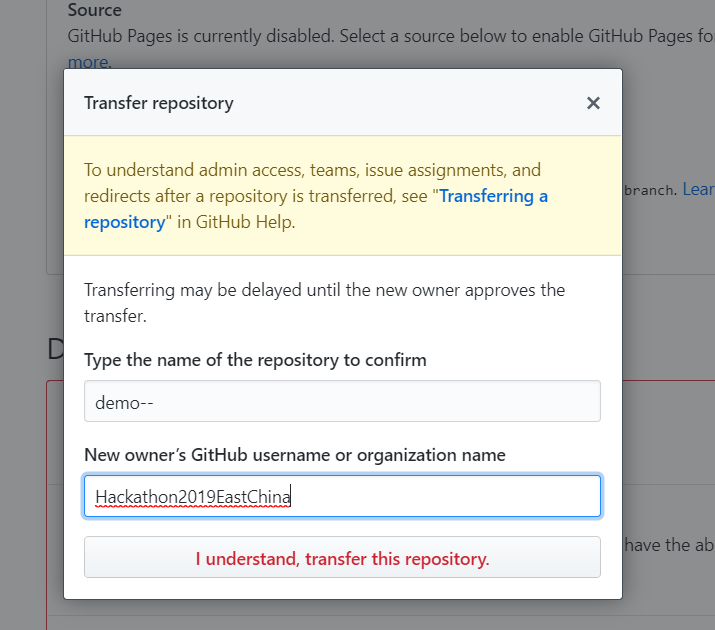 Source
GitHub Pages is currently disabled. Select a source below to enable GitHub Pages fo
more.
Transfer repository
To understand admin access, teams, issue assignments, and
redirects after a repository is transferred, see "Transferring a
repository" in GitHub Help.
branch. Lear
Transferring may be delayed until the new owner approves the
transfer.
D
Type the name of the repository to confirm
demo--
New owner's GitHub username or organization name
Hackathon2019EastChina
have the ab
I understand, transfer this repository.